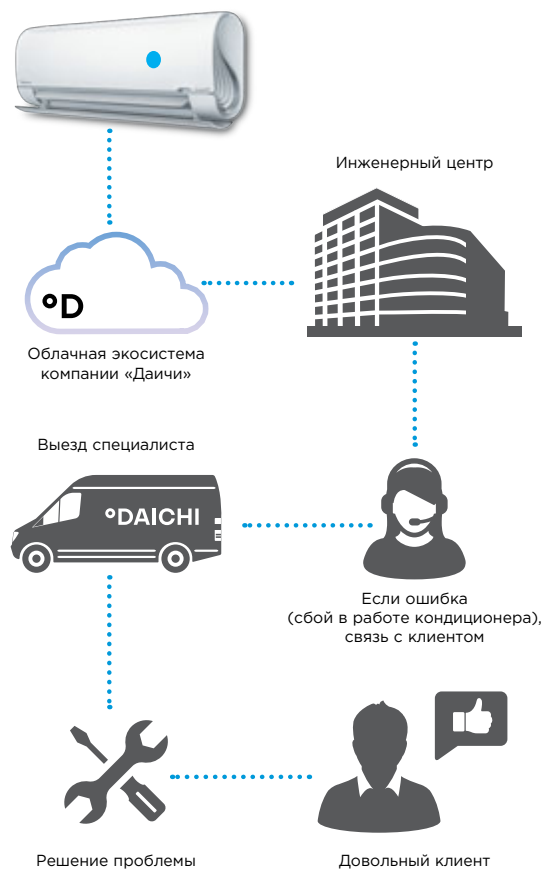 Инженерный центр
°D
Облачная экосистема
компании «Даичи»
Выезд специалиста
°DAICHI
Если ошибка
(сбой в работе кондиционера),
связь с клиентом
Решение проблемы
Довольный клиент